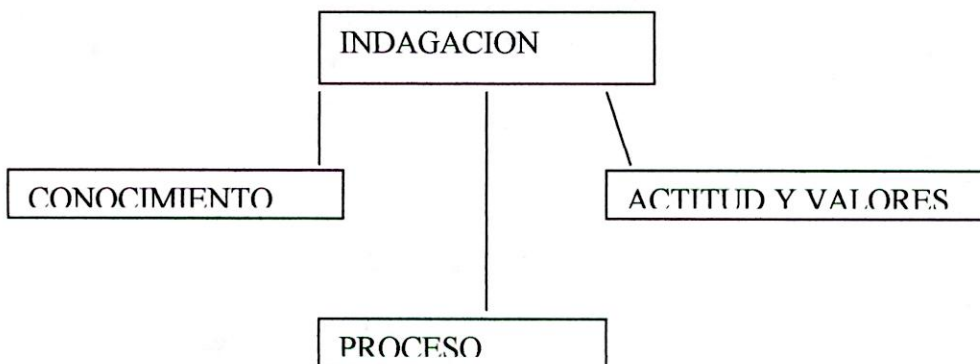 INDAGACION
CONOCIMIENTO
ACTITUD Y VALORES
PROCESO